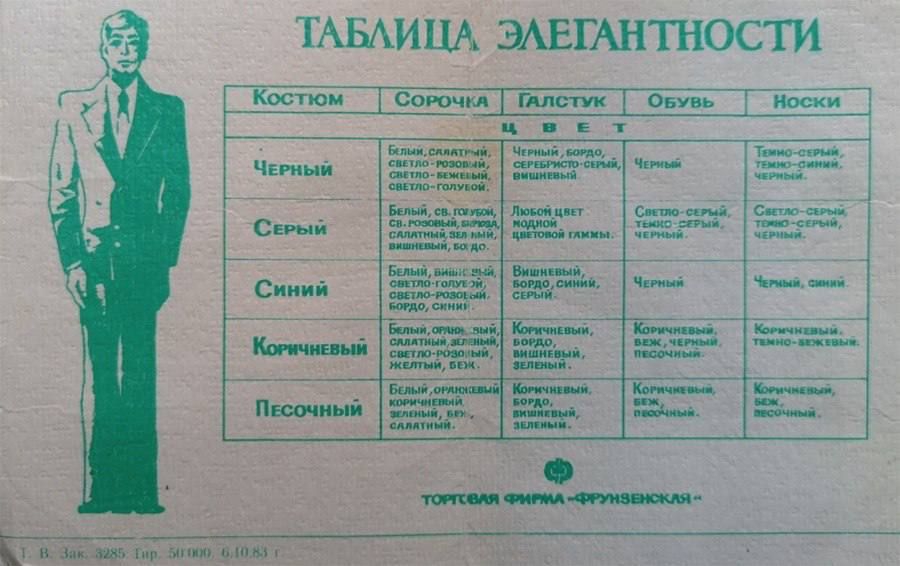 ТАБЛИЦА ЭЛЕГАНТНОСТИ
КОСТЮМ СОРОЧКА ГАЛСТУК ОБУВЬ НОСКИ
ЦВЕТ
ЧЕРНЫЙ
БЕЛЫЙ, САЛАТНЫЙ,
СВЕТЛО-РОЗОВЫЙ,
СВЕТЛО-БЕЖЕВЫЙ,
СВЕТЛО-ГОЛУБОЙ.
ЧЕРНЫЙ, БОРДО,
СЕРЕБРИСТО-СЕРЫЙ,
ВИШНЕВЫЙ
ЧЕРНЫЙ
ТЕМНО-СЕРЫЙ,
ТЕМНО-СИНИЙ,
ЧЕРНЫЙ.
СЕРЫЙ
БЕЛЫЙ, СВ. ГОЛУБОЙ,
СВ. РОЗОВЫЙ, БИРЮЗА,
САЛАТНЫЙ, ЗЕЛЕНЫЙ,
ВИШНЕВЫЙ, БОРДО.
ЛЮБОЙ ЦВЕТ
МОДНОЙ
ЦВЕТОВОЙ ГАММЫ.
СВЕТЛО-СЕРЫЙ,
ТЕМНО-СЕРЫЙ,
ЧЕРНЫЙ.
СВЕТЛО-СЕРЫЙ,
ТЕМНО-СЕРЫЙ,
ЧЕРНЫЙ.
СИНИЙ
БЕЛЫЙ, ВИШНЕВЫЙ,
СВЕТЛО-ГОЛУБОЙ,
СВЕТЛО-РОЗОВЫЙ,
БОРДО, СИНИЙ.
ВИШНЕВЫЙ,
БОРДО, СИНИЙ,
СЕРЫЙ.
ЧЕРНЫЙ
ЧЕРНЫЙ, СИНИЙ.
КОРИЧНЕВЫЙ
БЕЛЫЙ, ОРАНЖЕВЫЙ,
САЛАТНЫЙ, ЗЕЛЕНЫЙ,
СВЕТЛО-РОЗОВЫЙ,
ЖЕЛТЫЙ, БЕЖ.
КОРИЧНЕВЫЙ,
БОРДО,
ВИШНЕВЫЙ,
ЗЕЛЕНЫЙ.
КОРИЧНЕВЫЙ,
БЕЖ, ЧЕРНЫЙ,
ПЕСОЧНЫЙ.
КОРИЧНЕВЫЙ,
ТЕМНО-БЕЖЕВЫЙ.
ПЕСОЧНЫЙ
БЕЛЫЙ, ОРАНЖЕВЫЙ
КОРИЧНЕВЫЙ
ЗЕЛЕНЫЙ, БЕЖ,
САЛАТНЫЙ.
КОРИЧНЕВЫЙ,
БОРДО,
ВИШНЕВЫЙ,
ЗЕЛЕНЫЙ.
КОРИЧНЕВЫЙ,
БЕЖ,
ПЕСОЧНЫЙ.
КОРИЧНЕВЫЙ,
БЕЖ,
ПЕСОЧНЫЙ.
ТОРГОВАЯ ФИРМА „ФРУНЗЕНСКАЯ“
Т. В. Зак. 3285 Тир. 50 000 6.10.83 г.